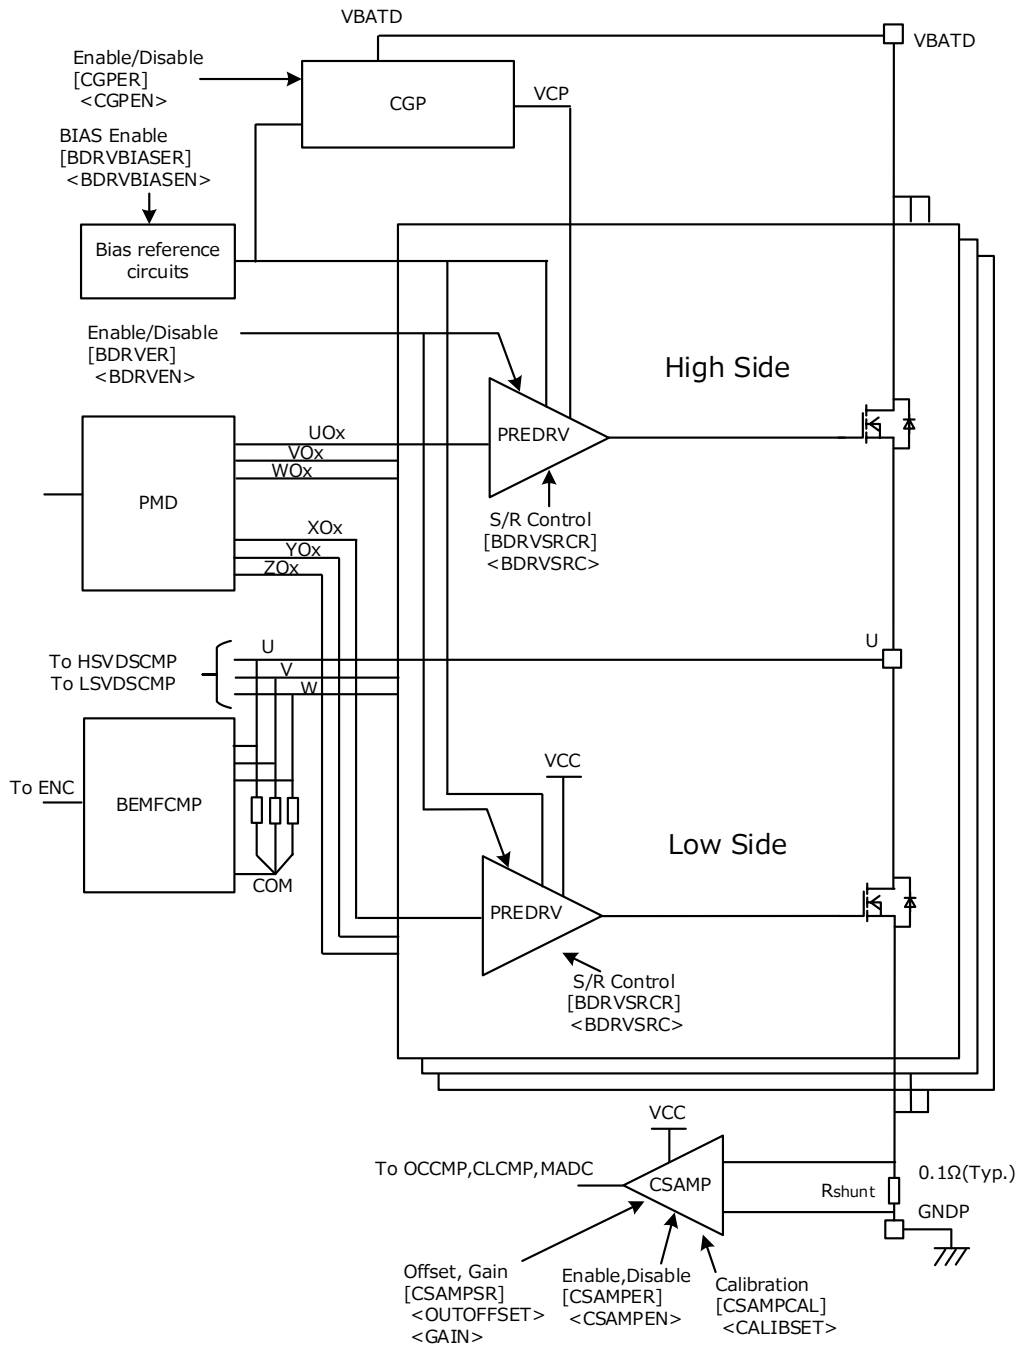 VBATD
VBATD
Enable/Disable
[CGPER]
<CGPEN>
CGP
VCP
BIAS Enable
[BDRVBIASER]
<BDRVBIASEN>
Bias reference
circuits
Enable/Disable
[BDRVER]
<BDRVEN>
High Side
PREDRV
UOx
VOx
WOx
PMD
S/R Control
[BDRVSRCR]
<BDRVSRC>
XOx
YOx
ZOx
U
U
To HSVDSCMP
To LSVDSCMP
V
W
VCC
To ENC
BEMFCMP
Low Side
COM
PREDRV
S/R Control
[BDRVSRCR]
<BDRVSRC>
VCC
To OCCMP,CLCMP,MADC
CSAMP
Rshunt
0.1Ω(Typ.)
GNDP
Offset, Gain
[CSAMPSR]
<OUTOFFSET>
<GAIN>
Enable,Disable
[CSAMPER]
<CSAMPEN>
Calibration
[CSAMPCAL]
<CALIBSET>